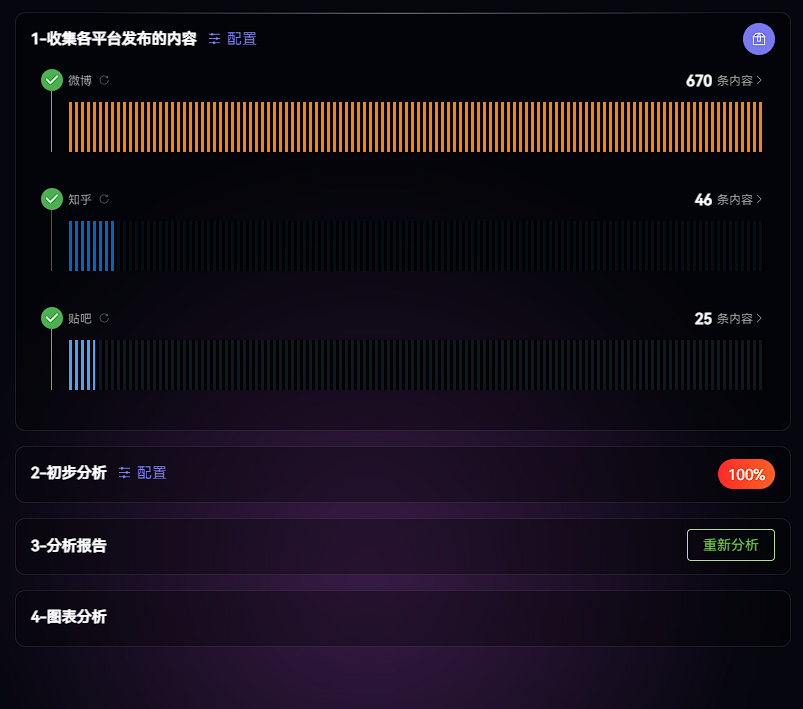 1-收集各平台发布的内容 配置
微博 670 条内容
知乎 46 条内容
贴吧 25 条内容
2-初步分析 配置 100%
3-分析报告 重新分析
4-图表分析